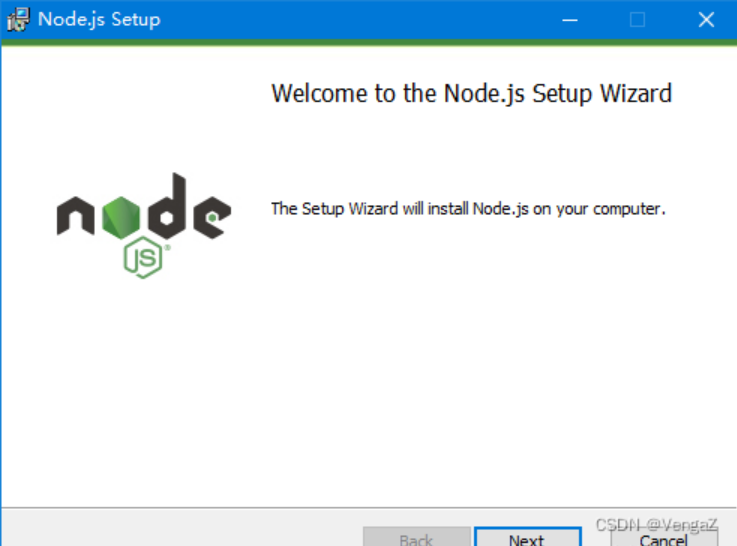 Node.js Setup
Welcome to the Node.js Setup Wizard
node
JS
The Setup Wizard will install Node.js on your computer.
CSDN @VengaZ
Back
Next
Cancel